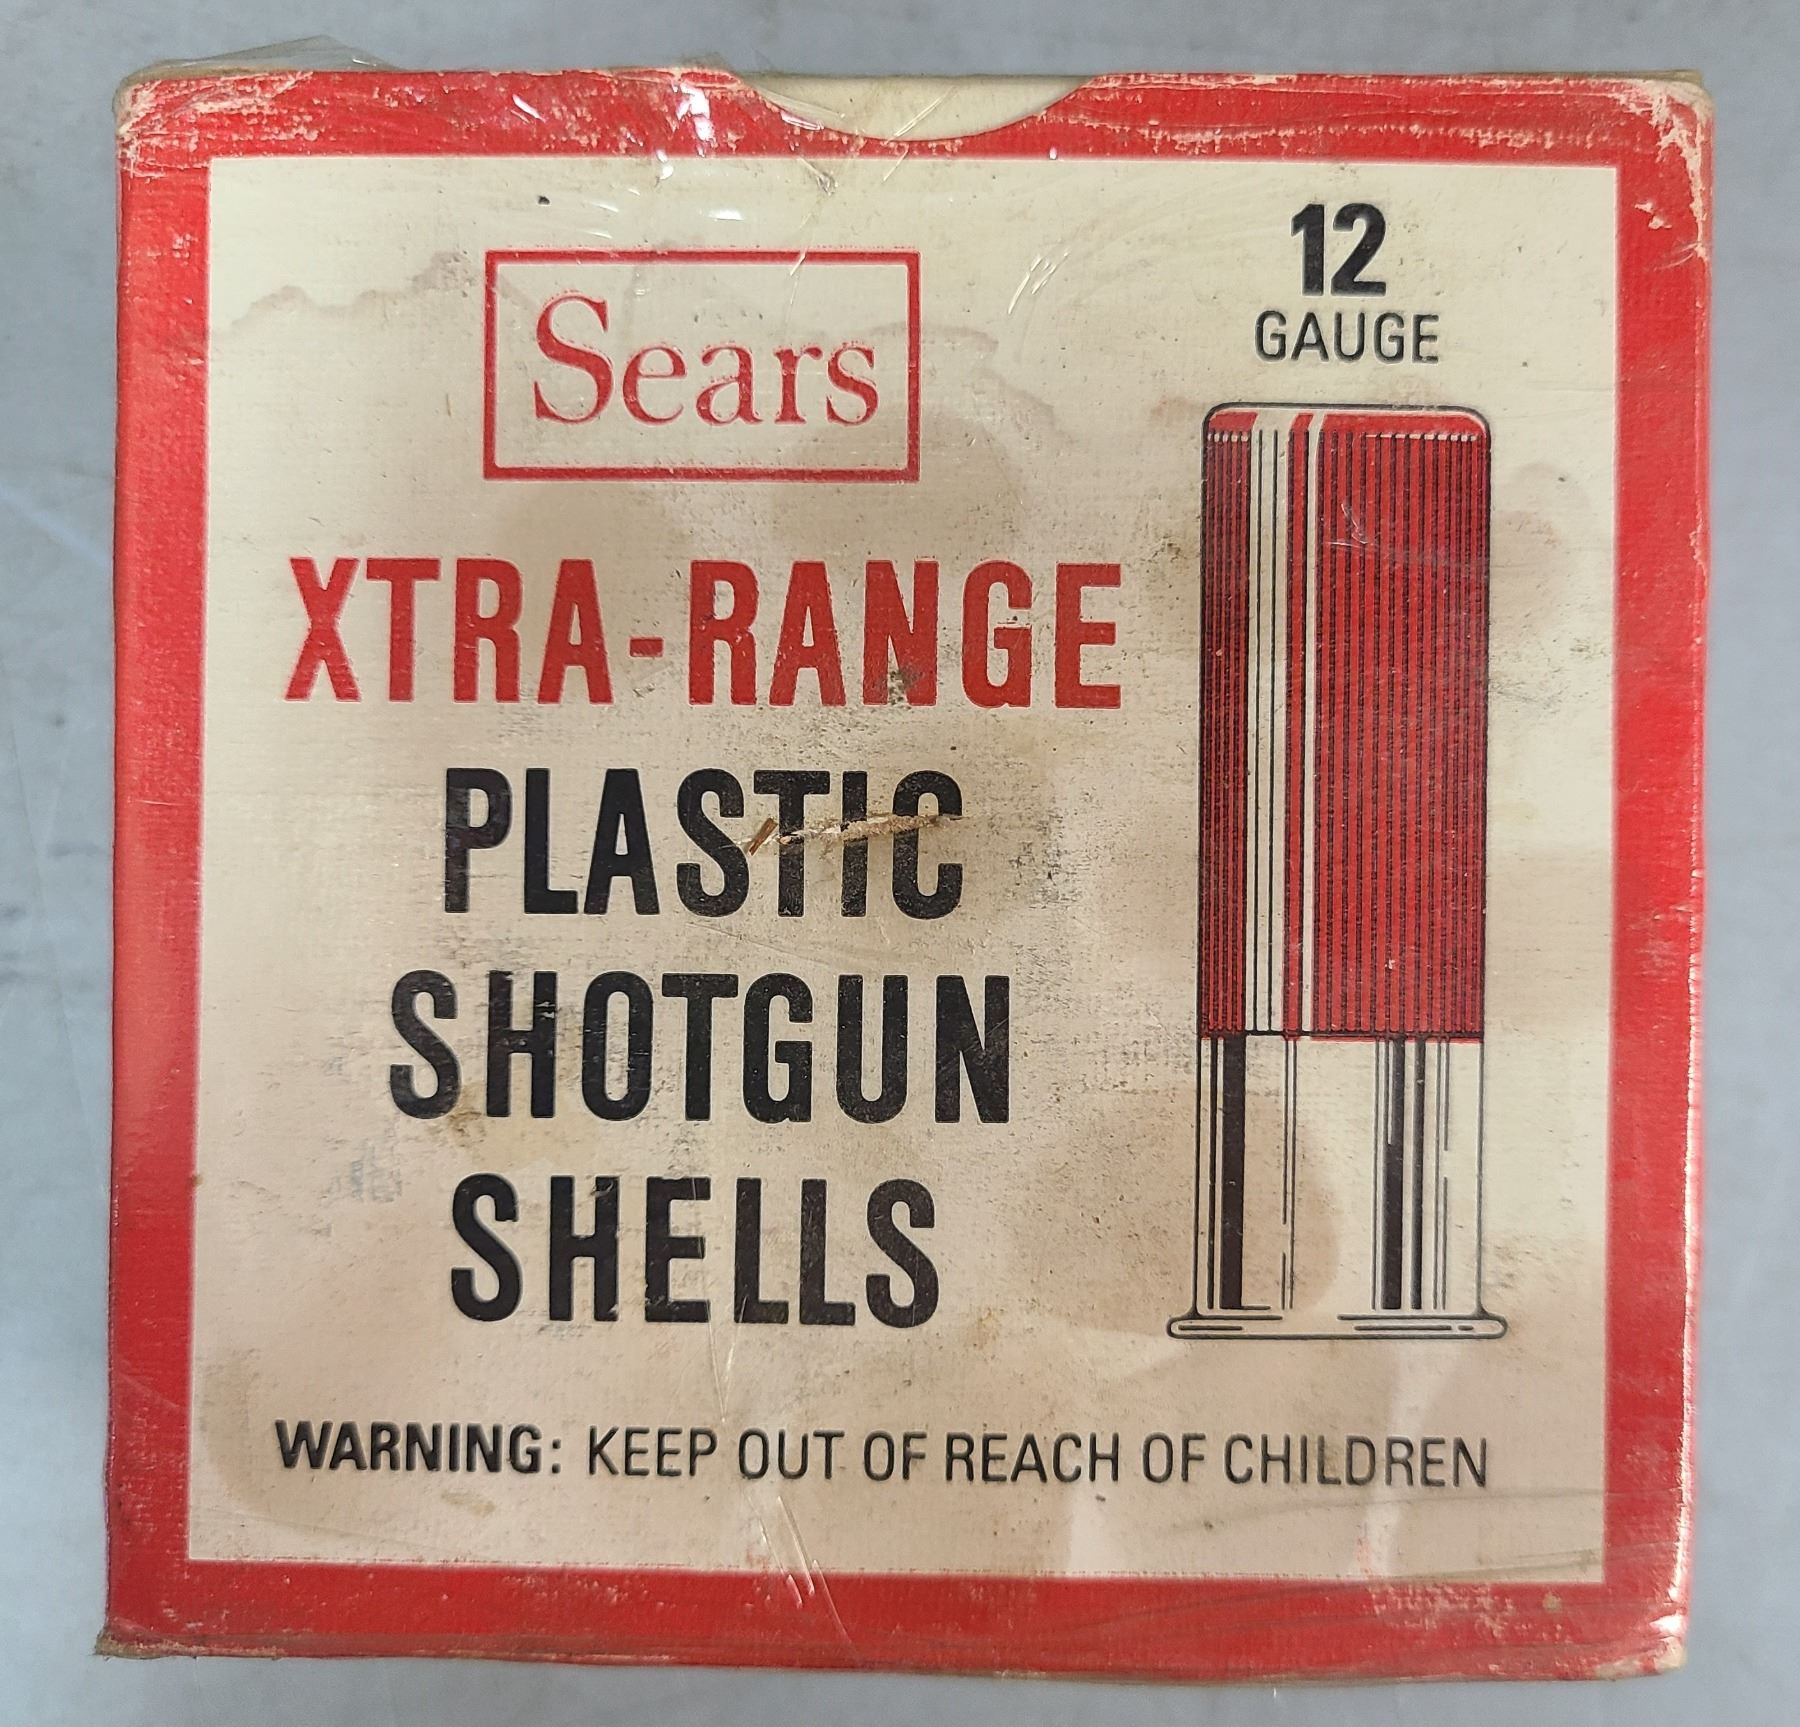 Sears
12
GAUGE
XTRA-RANGE
PLASTIC
SHOTGUN
SHELLS
WARNING: KEEP OUT OF REACH OF CHILDREN